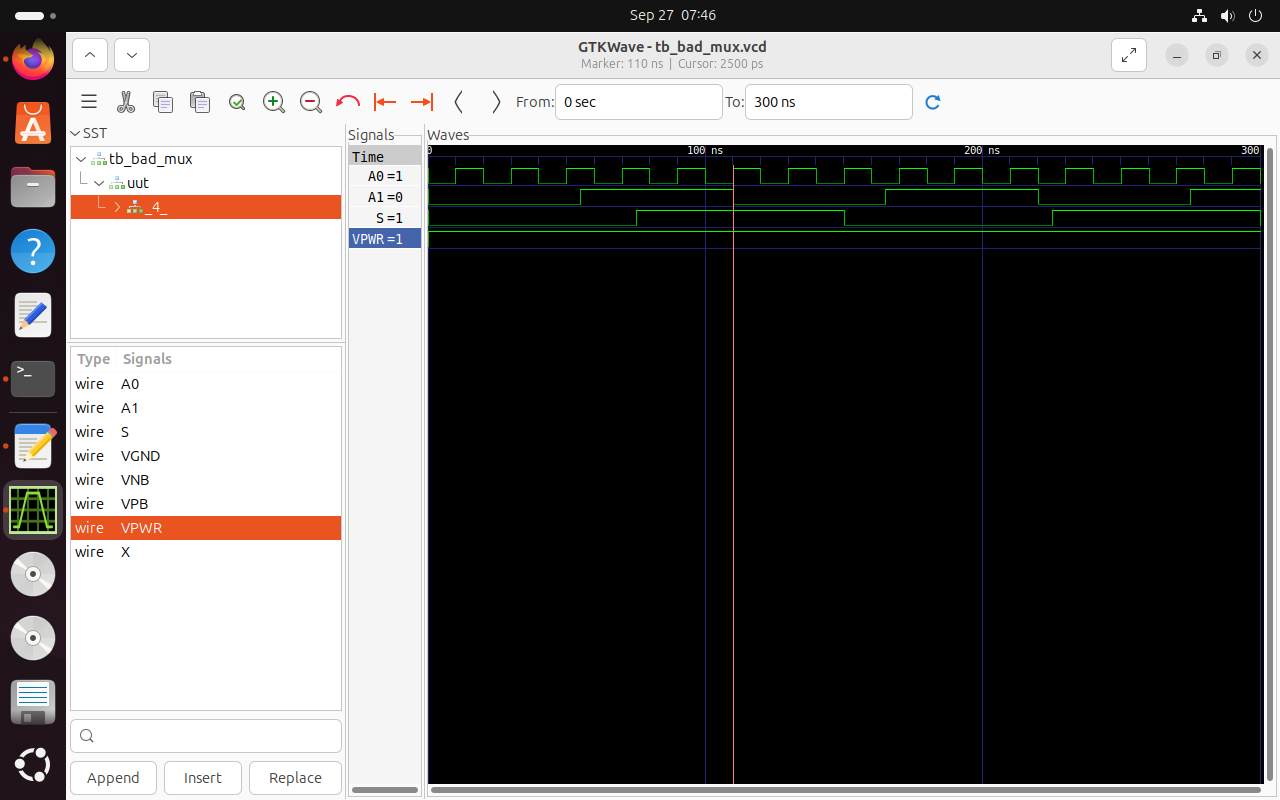 Sep 27 07:46
GTKWave - tb_bad_mux.vcd
Marker: 110 ns | Cursor: 2500 ps
From: 0 sec To: 300 ns
SST
tb_bad_mux
uut
_4_
Type Signals
wire A0
wire A1
wire S
wire VGND
wire VNB
wire VPB
wire VPWR
wire X
Append Insert Replace
Signals
Time
A0=1
A1=0
S=1
VPWR=1
Waves
0 100 ns 200 ns 300